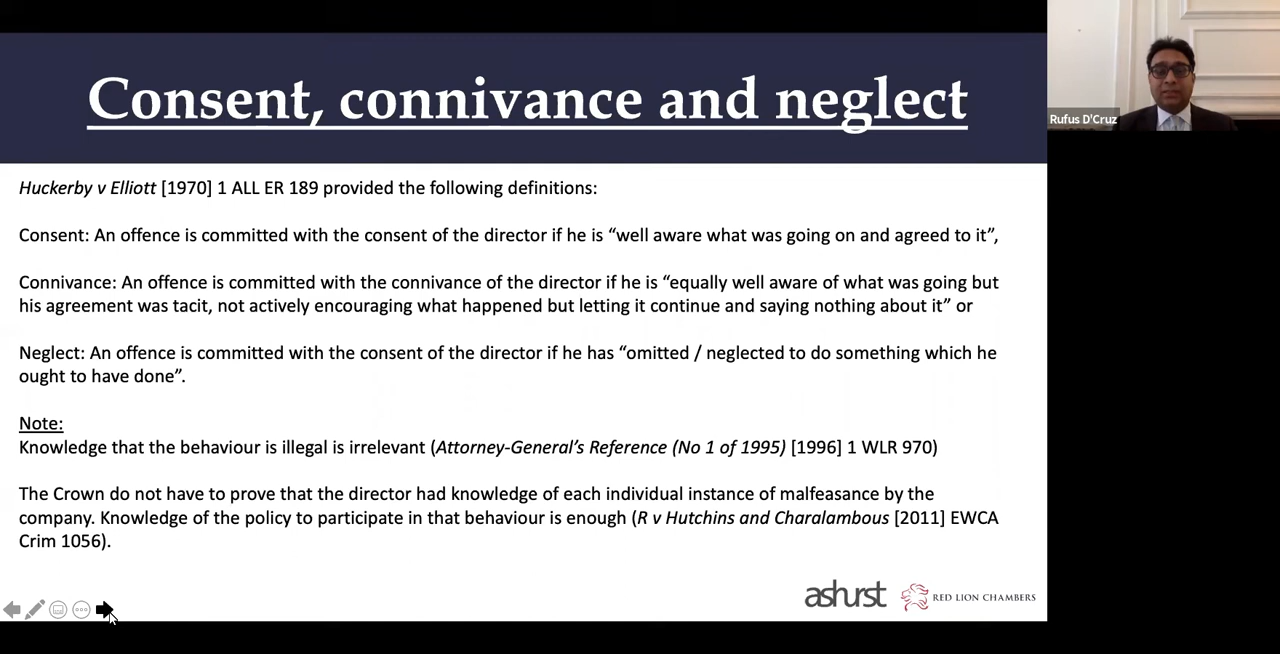 Consent, connivance and neglect
Rufus D'Cruz
Huckerby v Elliott [1970] 1 ALL ER 189 provided the following definitions:
Consent: An offence is committed with the consent of the director if he is “well aware what was going on and agreed to it”,
Connivance: An offence is committed with the connivance of the director if he is “equally well aware of what was going but
his agreement was tacit, not actively encouraging what happened but letting it continue and saying nothing about it” or
Neglect: An offence is committed with the consent of the director if he has “omitted / neglected to do something which he
ought to have done”.
Note:
Knowledge that the behaviour is illegal is irrelevant (Attorney-General’s Reference (No 1 of 1995) [1996] 1 WLR 970)
The Crown do not have to prove that the director had knowledge of each individual instance of malfeasance by the
company. Knowledge of the policy to participate in that behaviour is enough (R v Hutchins and Charalambous [2011] EWCA
Crim 1056).
ashurst
RED LION CHAMBERS